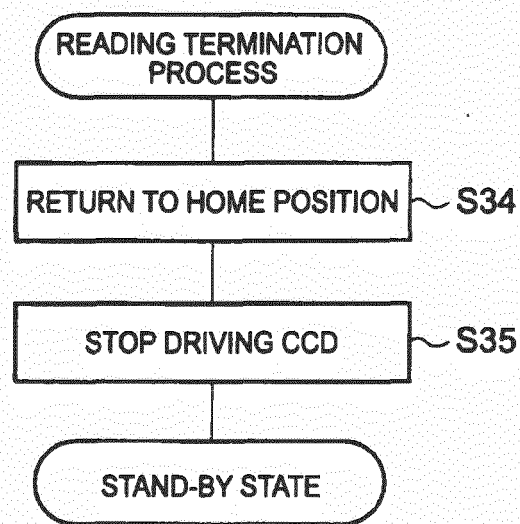 READING TERMINATION
PROCESS
RETURN TO HOME POSITION
S34
STOP DRIVING CCD
S35
STAND-BY STATE